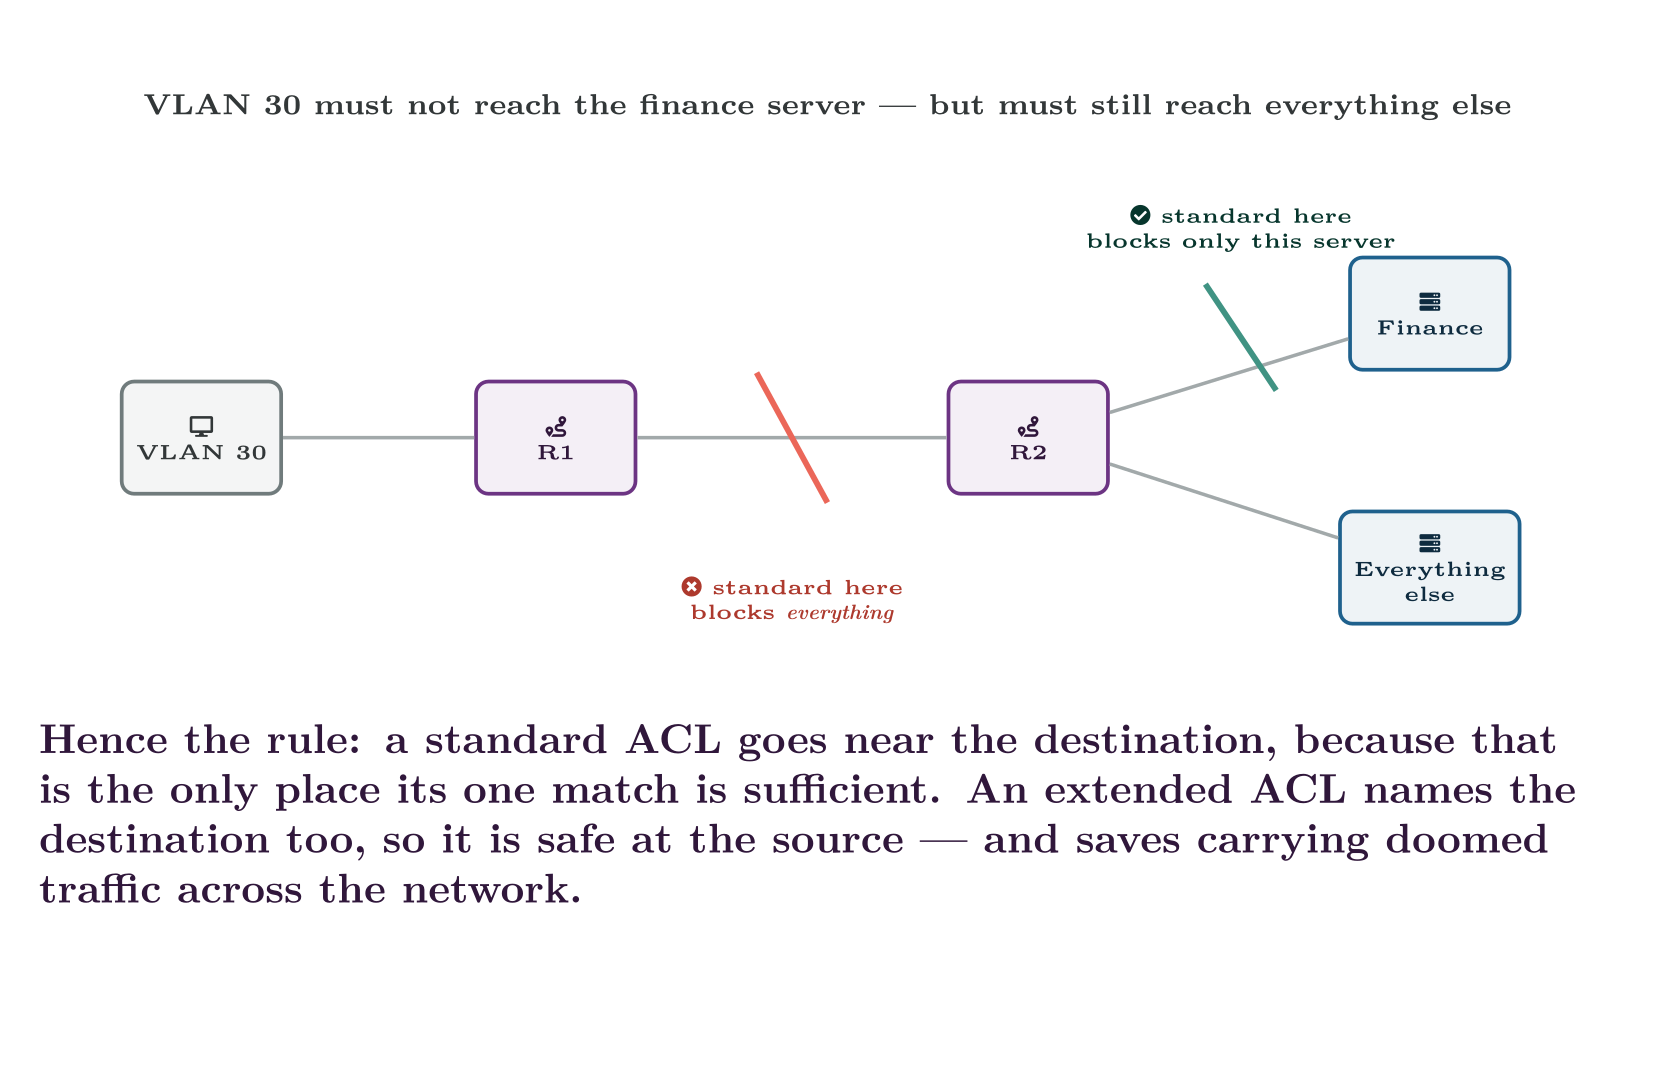 VLAN 30 must not reach the finance server — but must still reach everything else
standard here
blocks only this server
Finance
VLAN 30
R1
R2
Everything
else
standard here
blocks everything
Hence the rule: a standard ACL goes near the destination, because that
is the only place its one match is sufficient. An extended ACL names the
destination too, so it is safe at the source — and saves carrying doomed
traffic across the network.